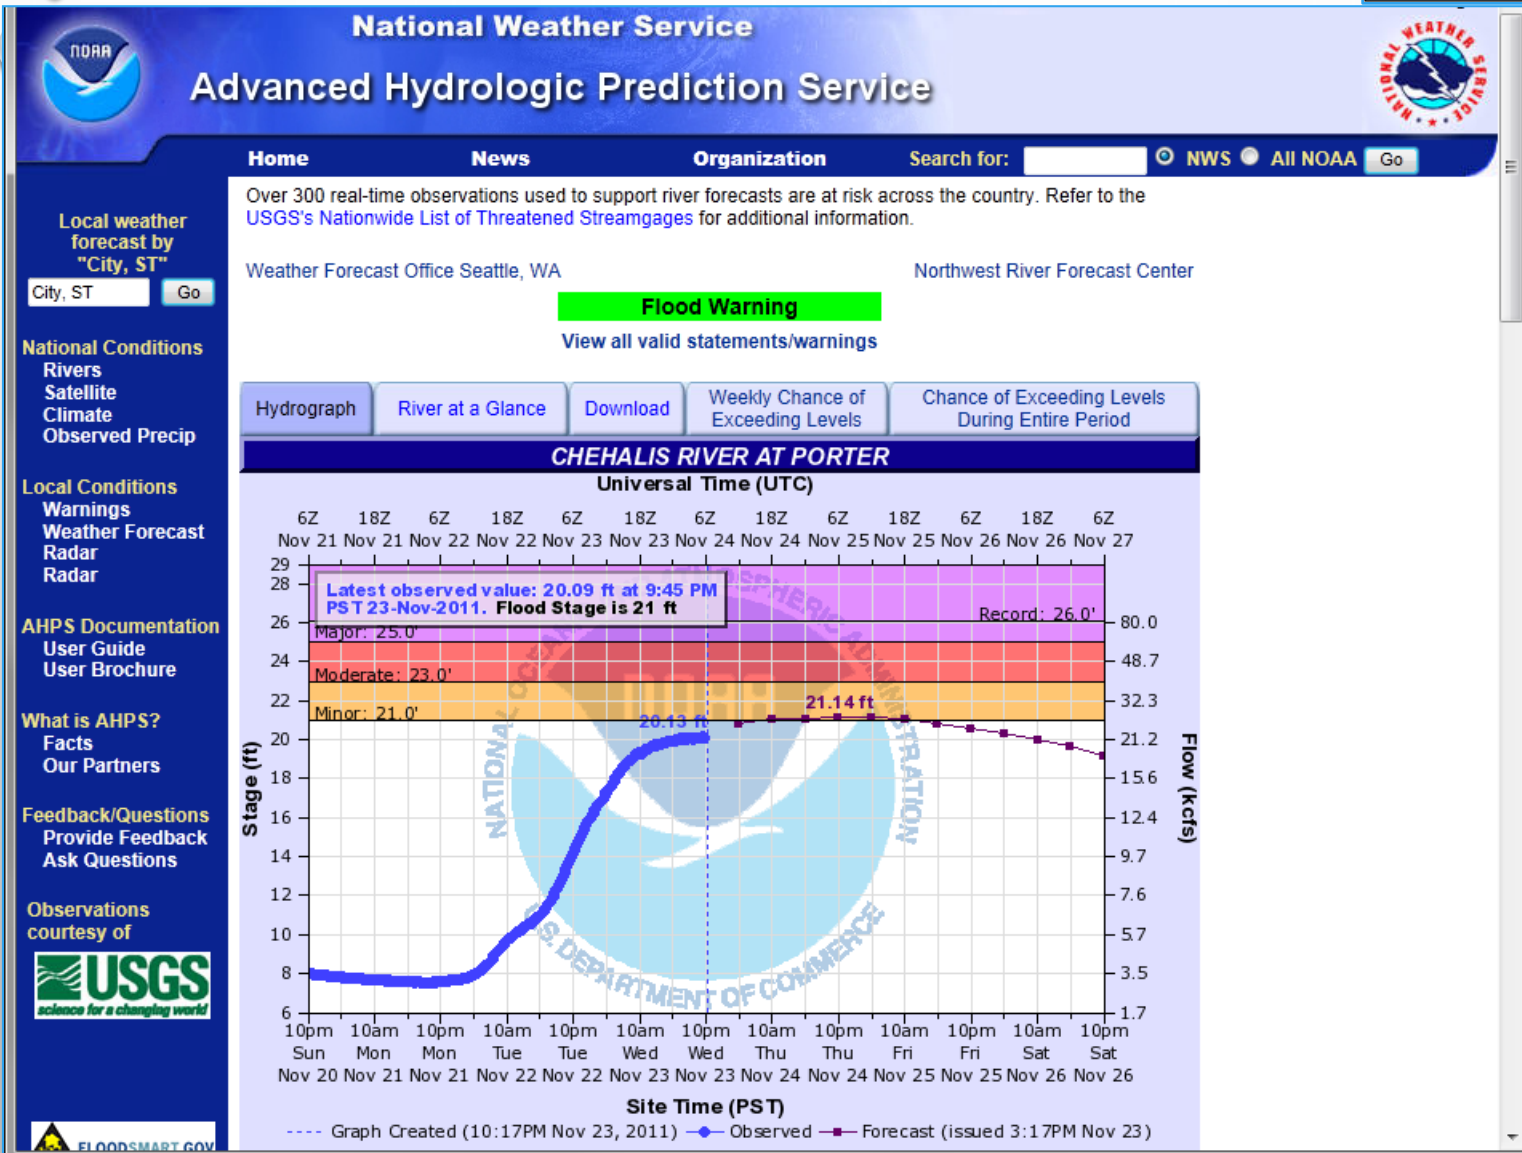 National Weather Service
Advanced Hydrologic Prediction Service
NOAA
NATIONAL WEATHER SERVICE
Home News Organization Search for: NWS All NOAA Go
Over 300 real-time observations used to support river forecasts are at risk across the country. Refer to the
USGS's Nationwide List of Threatened Streamgages for additional information.
Weather Forecast Office Seattle, WA Northwest River Forecast Center
Flood Warning
View all valid statements/warnings
Local weather
forecast by
"City, ST"
City, ST Go
National Conditions
Rivers
Satellite
Climate
Observed Precip
Local Conditions
Warnings
Weather Forecast
Radar
Radar
AHPS Documentation
User Guide
User Brochure
What is AHPS?
Facts
Our Partners
Feedback/Questions
Provide Feedback
Ask Questions
Observations
courtesy of
USGS
science for a changing world
FLOODSMART.GOV
Hydrograph River at a Glance Download Weekly Chance of Exceeding Levels Chance of Exceeding Levels During Entire Period
CHEHALIS RIVER AT PORTER
Universal Time (UTC)
6Z 18Z 6Z 18Z 6Z 18Z 6Z 18Z 6Z 18Z 6Z 18Z 6Z
Nov 21 Nov 21 Nov 22 Nov 22 Nov 23 Nov 23 Nov 24 Nov 24 Nov 25 Nov 25 Nov 26 Nov 26 Nov 27
29
28
Latest observed value: 20.09 ft at 9:45 PM
PST 23-Nov-2011. Flood Stage is 21 ft
Record: 26.0'
26 80.0
Major: 25.0'
24 48.7
Moderate: 23.0'
22 32.3
21.14 ft
Minor: 21.0'
20.13 ft
20 21.2
18 15.6
16 12.4
14 9.7
12 7.6
10 5.7
8 3.5
6 1.7
Stage (ft)
Flow (kcfs)
NATIONAL OCEANIC AND ATMOSPHERIC ADMINISTRATION
NOAA
U.S. DEPARTMENT OF COMMERCE
10pm 10am 10pm 10am 10pm 10am 10pm 10am 10pm 10am 10pm 10am 10pm
Sun Mon Mon Tue Tue Wed Wed Thu Thu Fri Fri Sat Sat
Nov 20 Nov 21 Nov 21 Nov 22 Nov 22 Nov 23 Nov 23 Nov 24 Nov 24 Nov 25 Nov 25 Nov 26 Nov 26
Site Time (PST)
---- Graph Created (10:17PM Nov 23, 2011) Observed Forecast (issued 3:17PM Nov 23)